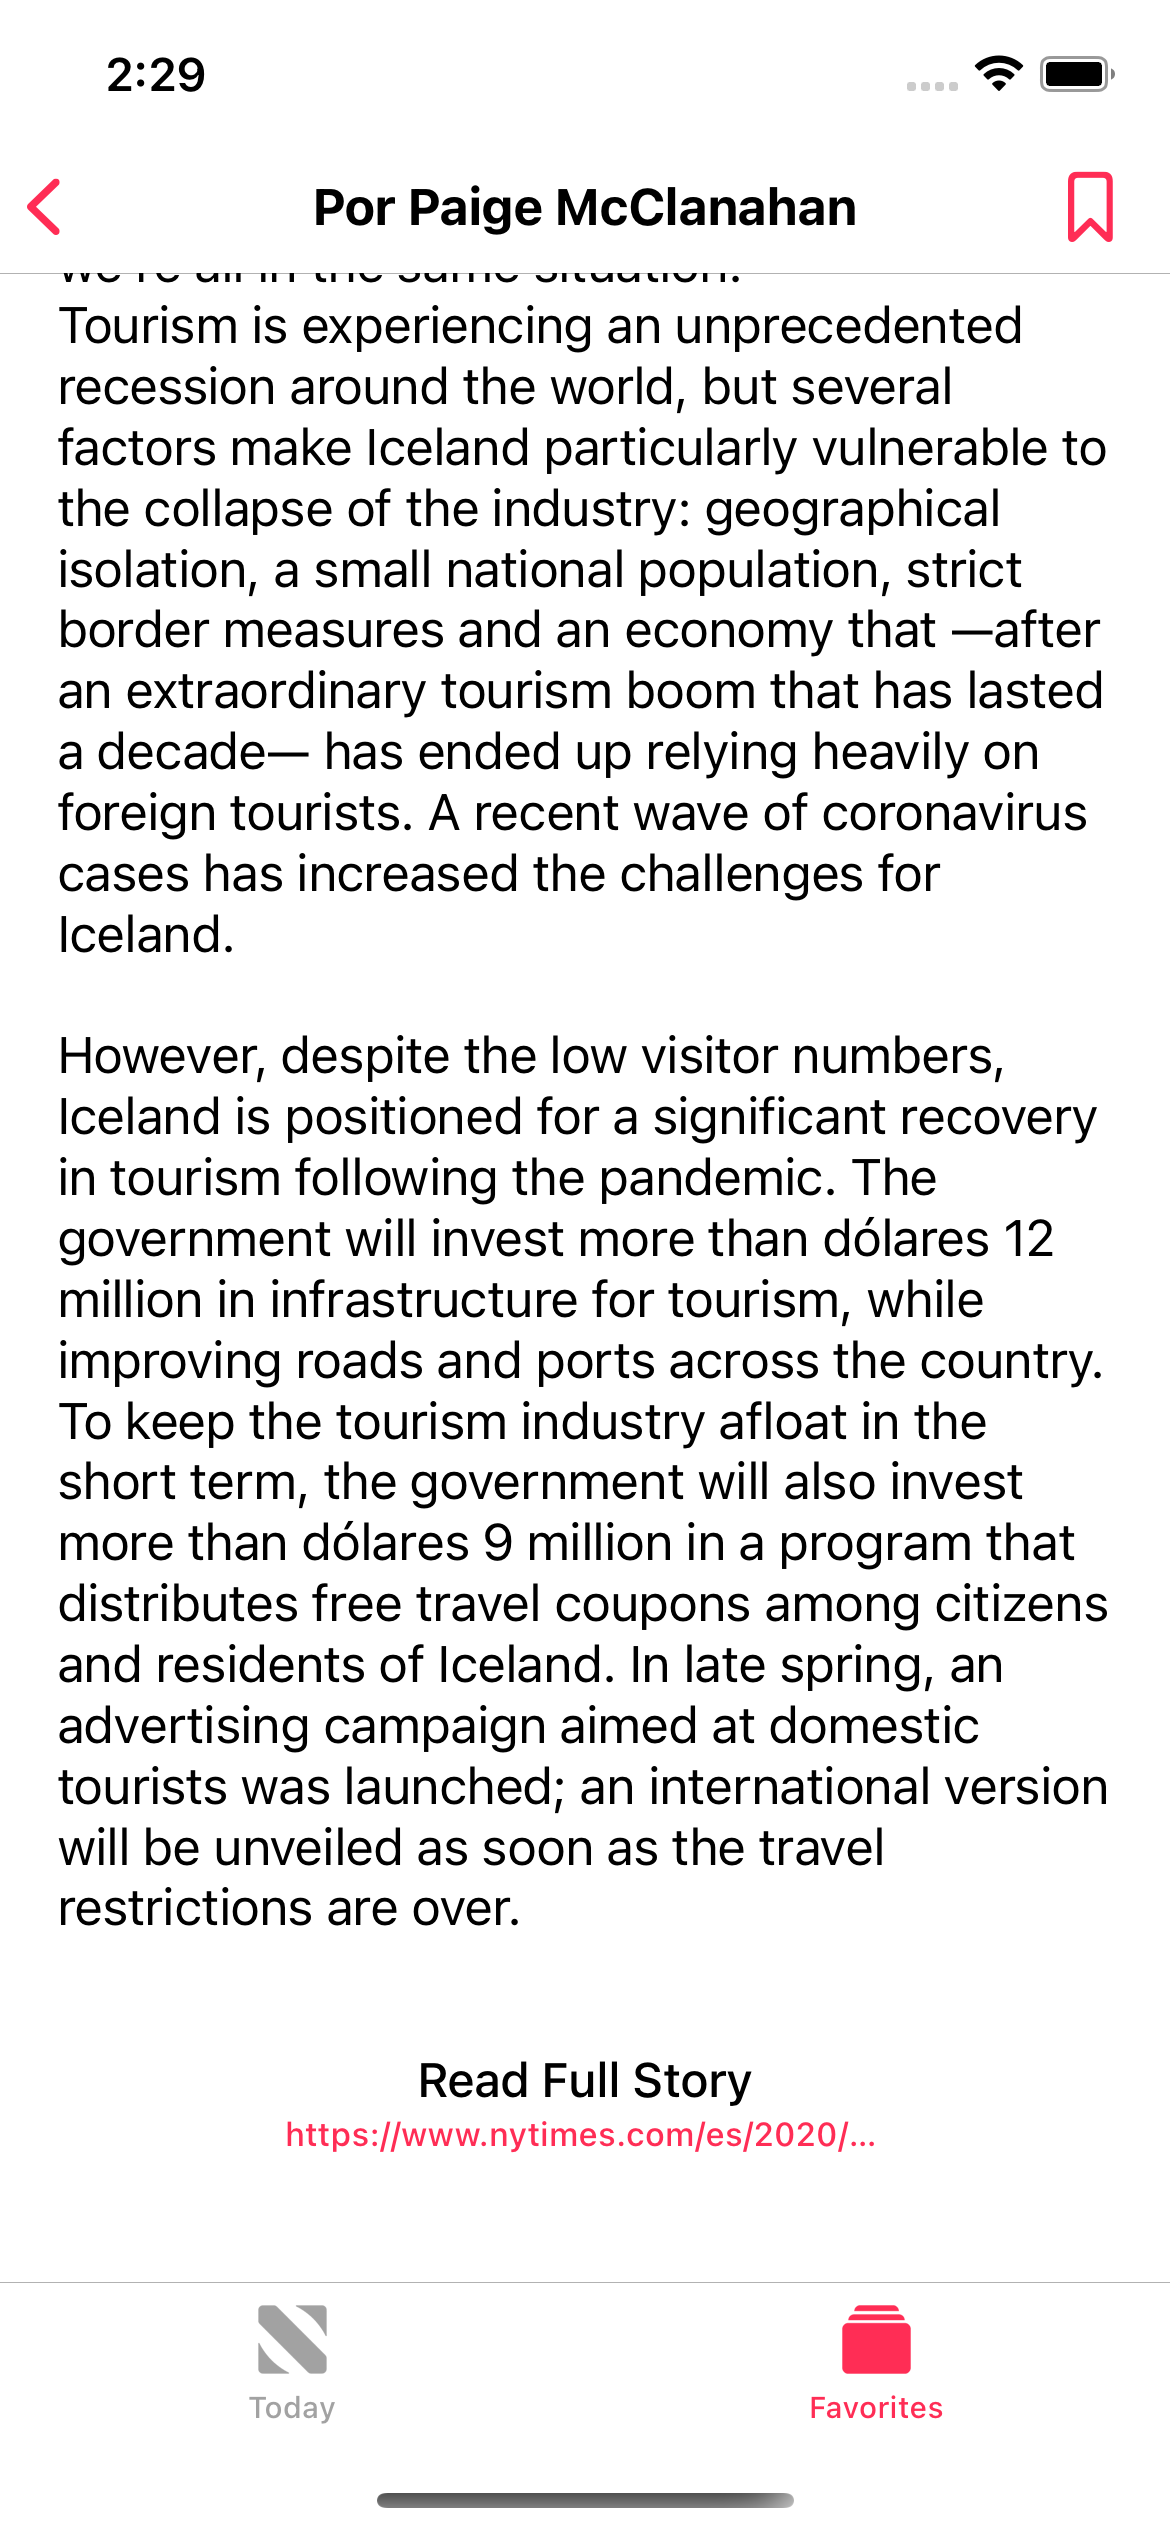 2:29
Por Paige McClanahan
we're all in the same situation.
Tourism is experiencing an unprecedented
recession around the world, but several
factors make Iceland particularly vulnerable to
the collapse of the industry: geographical
isolation, a small national population, strict
border measures and an economy that —after
an extraordinary tourism boom that has lasted
a decade— has ended up relying heavily on
foreign tourists. A recent wave of coronavirus
cases has increased the challenges for
Iceland.
However, despite the low visitor numbers,
Iceland is positioned for a significant recovery
in tourism following the pandemic. The
government will invest more than dólares 12
million in infrastructure for tourism, while
improving roads and ports across the country.
To keep the tourism industry afloat in the
short term, the government will also invest
more than dólares 9 million in a program that
distributes free travel coupons among citizens
and residents of Iceland. In late spring, an
advertising campaign aimed at domestic
tourists was launched; an international version
will be unveiled as soon as the travel
restrictions are over.
Read Full Story
https://www.nytimes.com/es/2020/...
Today
Favorites